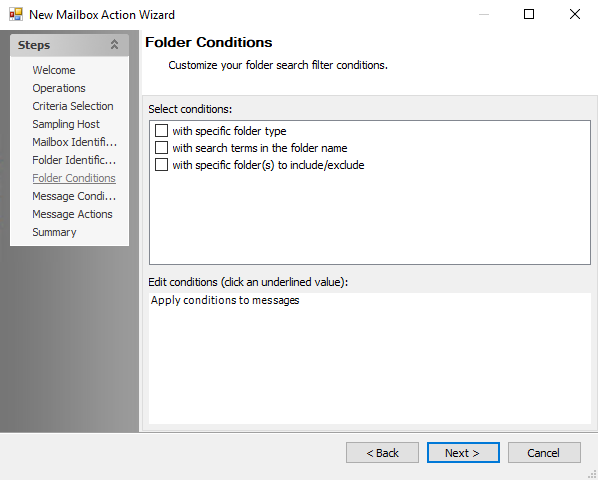 New Mailbox Action Wizard
Steps
Welcome
Operations
Criteria Selection
Sampling Host
Mailbox Identifi...
Folder Identific...
Folder Conditions
Message Condi...
Message Actions
Summary
Folder Conditions
Customize your folder search filter conditions.
Select conditions:
with specific folder type
with search terms in the folder name
with specific folder(s) to include/exclude
Edit conditions (click an underlined value):
Apply conditions to messages
< Back
Next >
Cancel